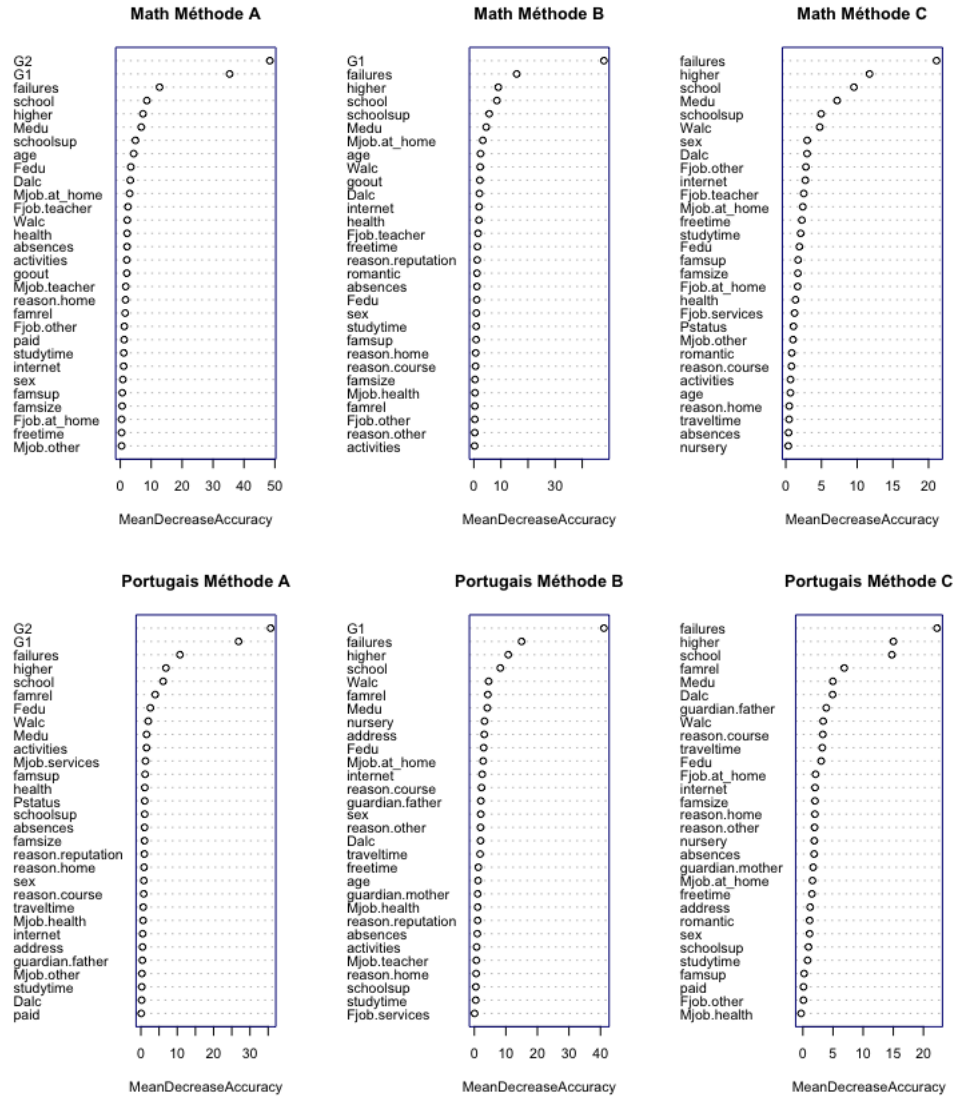 Math Méthode A
G2
G1
failures
school
higher
Medu
schoolsup
age
Fedu
Dalc
Mjob.at_home
Fjob.teacher
Walc
health
absences
activities
goout
Mjob.teacher
reason.home
famrel
Fjob.other
paid
studytime
internet
sex
famsup
famsize
Fjob.at_home
freetime
Mjob.other
0 10 20 30 40 50
MeanDecreaseAccuracy
Math Méthode B
G1
failures
higher
school
schoolsup
Medu
Mjob.at_home
age
Walc
goout
Dalc
internet
health
Fjob.teacher
freetime
reason.reputation
romantic
absences
Fedu
sex
studytime
famsup
reason.home
reason.course
famsize
Mjob.health
famrel
Fjob.other
reason.other
activities
0 10 30
MeanDecreaseAccuracy
Math Méthode C
failures
higher
school
Medu
schoolsup
Walc
sex
Dalc
Fjob.other
internet
Fjob.teacher
Mjob.at_home
freetime
studytime
Fedu
famsup
famsize
Fjob.at_home
health
Fjob.services
Pstatus
Mjob.other
romantic
reason.course
activities
age
reason.home
traveltime
absences
nursery
0 5 10 15 20
MeanDecreaseAccuracy
Portugais Méthode A
G2
G1
failures
higher
school
famrel
Fedu
Walc
Medu
activities
Mjob.services
famsup
health
Pstatus
schoolsup
absences
famsize
reason.reputation
reason.home
sex
reason.course
traveltime
Mjob.health
internet
address
guardian.father
Mjob.other
studytime
Dalc
paid
0 10 20 30
MeanDecreaseAccuracy
Portugais Méthode B
G1
failures
higher
school
Walc
famrel
Medu
nursery
address
Fedu
Mjob.at_home
internet
reason.course
guardian.father
sex
reason.other
Dalc
traveltime
freetime
age
guardian.mother
Mjob.health
reason.reputation
absences
activities
Mjob.teacher
reason.home
schoolsup
studytime
Fjob.services
0 10 20 30 40
MeanDecreaseAccuracy
Portugais Méthode C
failures
higher
school
famrel
Medu
Dalc
guardian.father
Walc
reason.course
traveltime
Fedu
Fjob.at_home
internet
famsize
reason.home
reason.other
nursery
absences
guardian.mother
Mjob.at_home
freetime
address
romantic
sex
schoolsup
studytime
famsup
paid
Fjob.other
Mjob.health
0 5 10 15 20
MeanDecreaseAccuracy